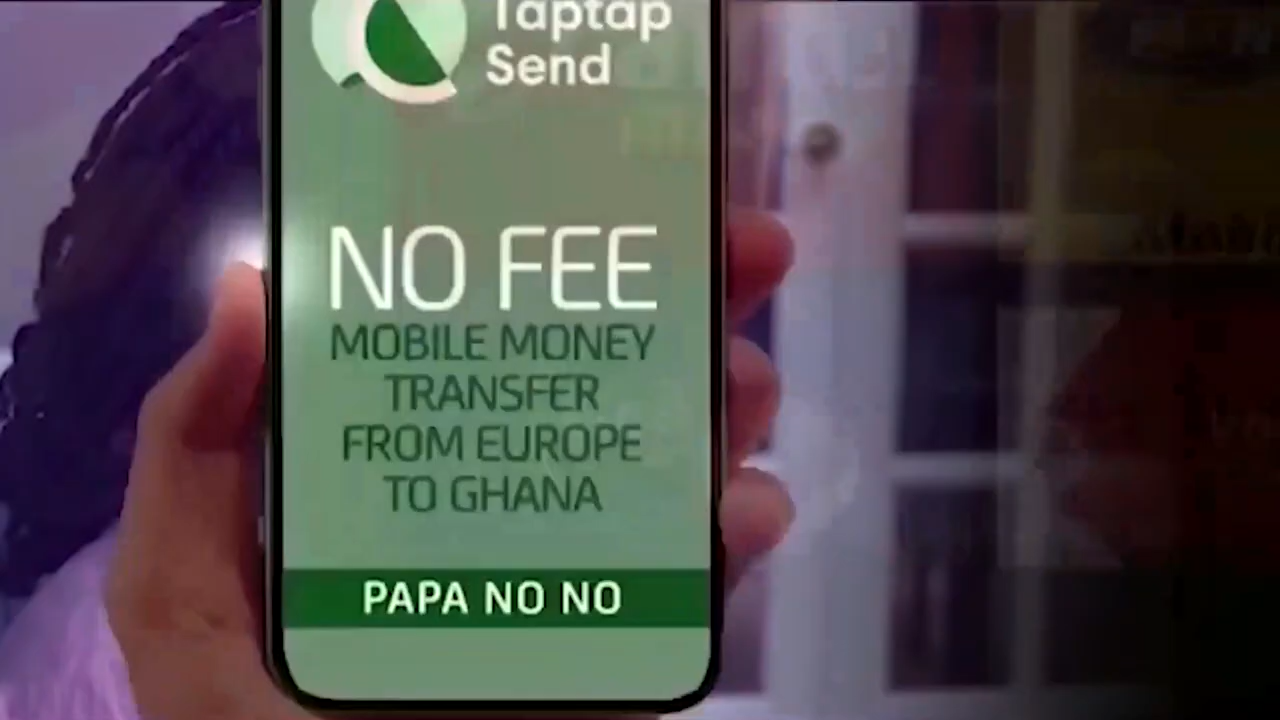 Taptap
Send
NO FEE
MOBILE MONEY
TRANSFER
FROM EUROPE
TO GHANA
PAPA NO NO